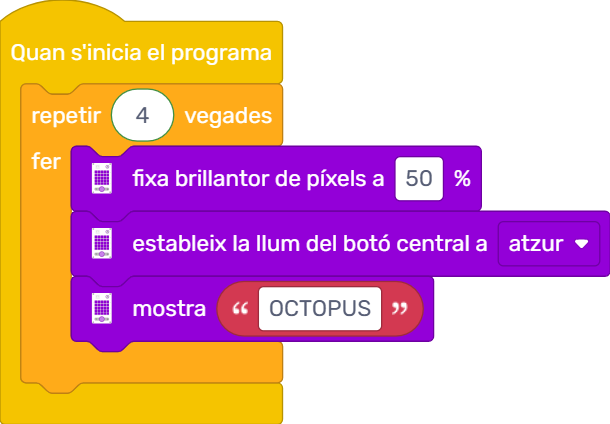 Quan s'inicia el programa
repetir 4 vegades
fer
fixa brillantor de píxels a 50 %
estableix la llum del botó central a atzur
mostra “ OCTOPUS ”